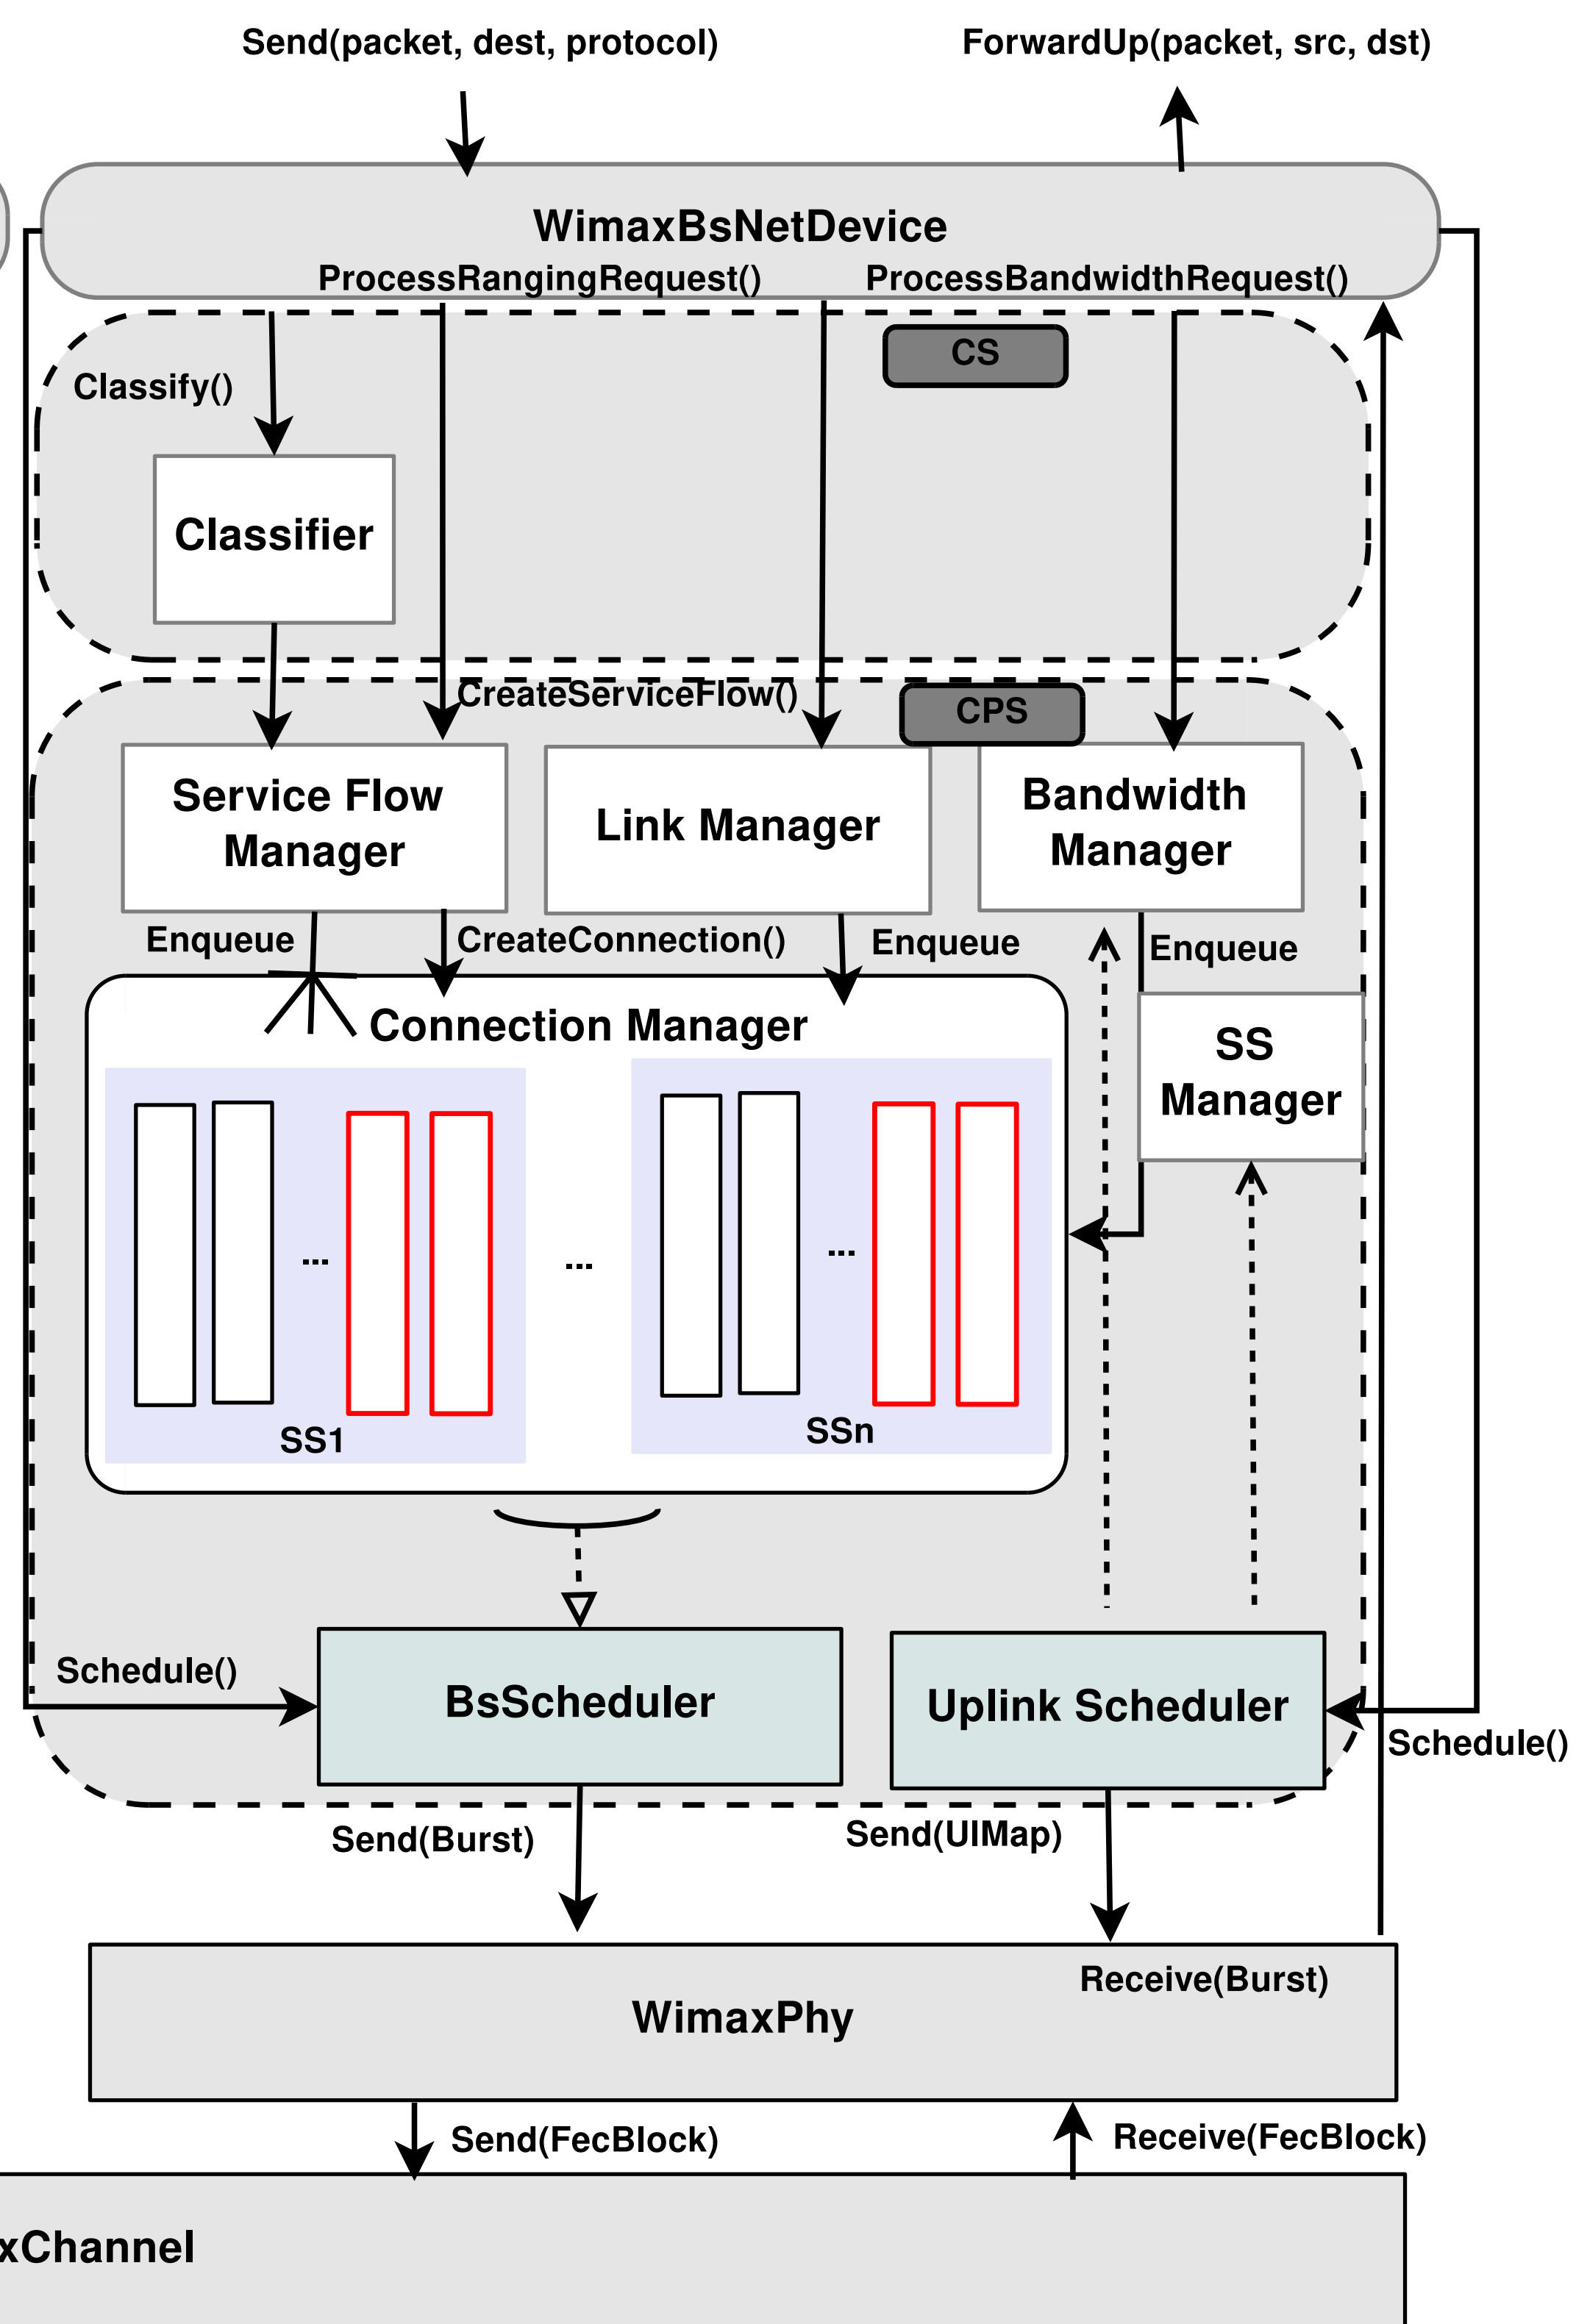 Send(packet, dest, protocol)
ForwardUp(packet, src, dst)
WimaxBsNetDevice
ProcessRangingRequest()
ProcessBandwidthRequest()
CS
Classify()
Classifier
CreateServiceFlow()
CPS
Service Flow
Manager
Link Manager
Bandwidth
Manager
Enqueue
CreateConnection()
Enqueue
Enqueue
Connection Manager
SS
Manager
...
...
...
SS1
SSn
Schedule()
BsScheduler
Uplink Scheduler
Schedule()
Send(Burst)
Send(UlMap)
Receive(Burst)
WimaxPhy
Send(FecBlock)
Receive(FecBlock)
xChannel